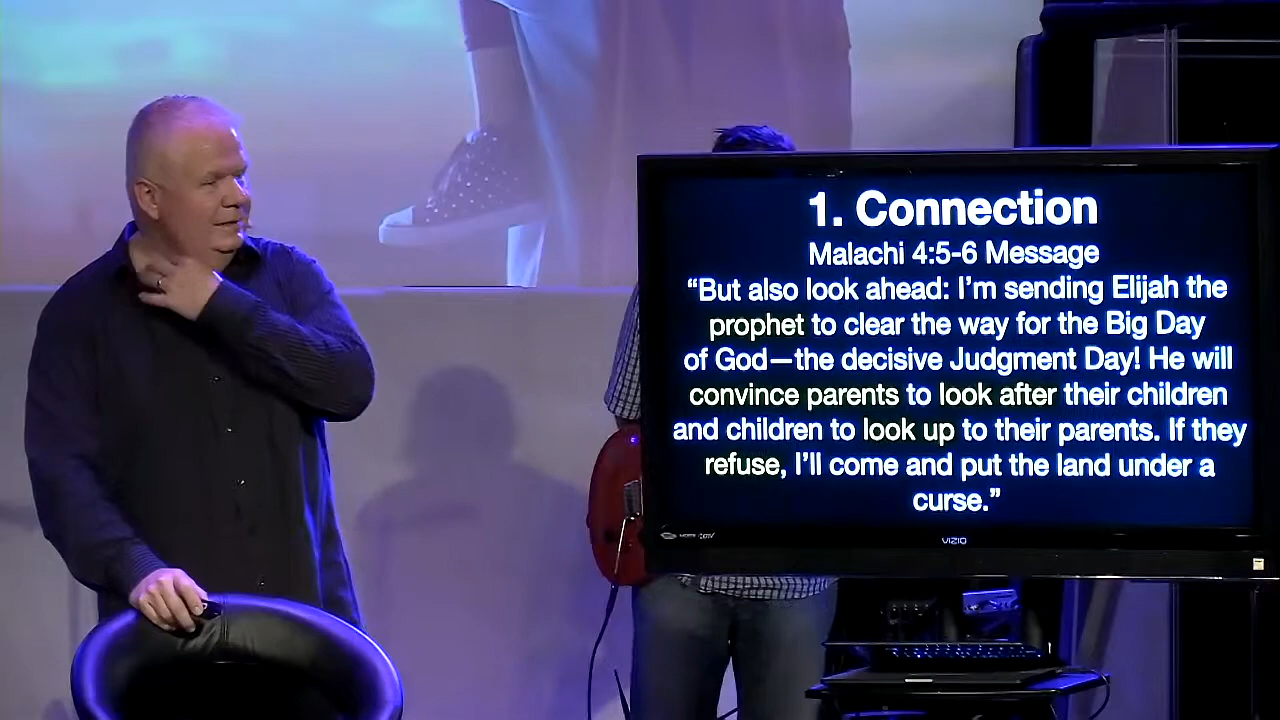 1. Connection
Malachi 4:5-6 Message
“But also look ahead: I’m sending Elijah the
prophet to clear the way for the Big Day
of God—the decisive Judgment Day! He will
convince parents to look after their children
and children to look up to their parents. If they
refuse, I’ll come and put the land under a
curse.”
VIZIO